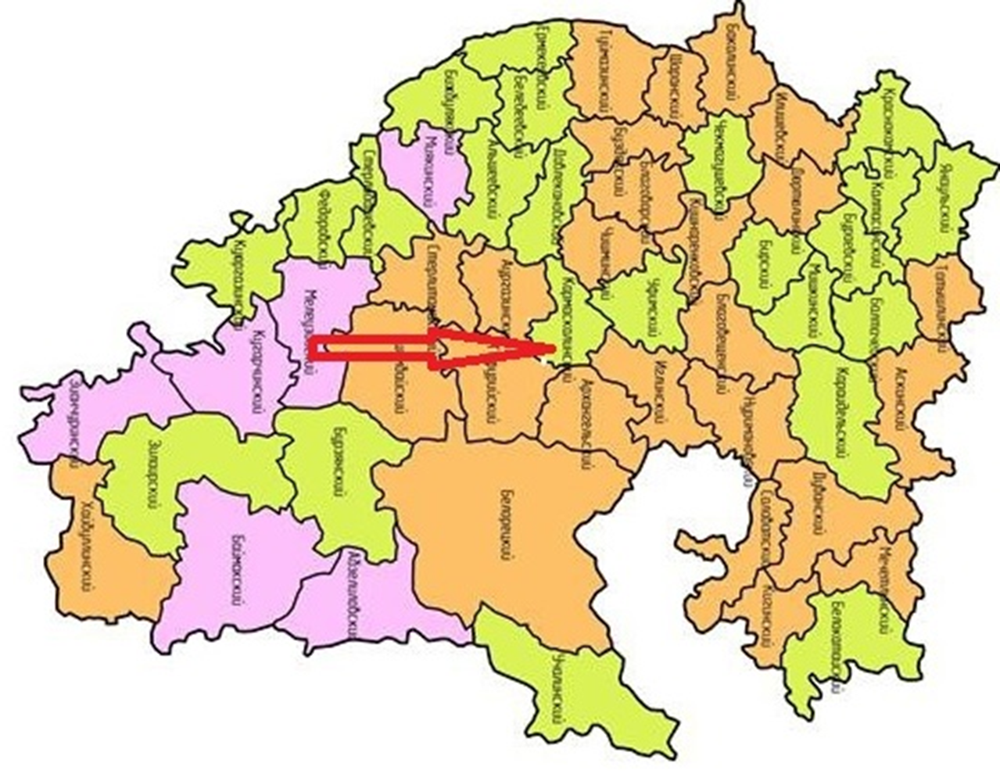 Янаульский
Татышлинский
Краснокамский
Калтасинский
Балтачевский
Аскинский
Мечетлинский
Бураевский
Караидельский
Белокатайский
Мишкинский
Дуванский
Илишевский
Дюртюлинский
Бирский
Салаватский
Кигинский
Нуримановский
Бакалинский
Чекмагушевский
Благовещенский
Кушнаренковский
Шаранский
Иглинский
Уфимский
Благоварский
Буздякский
Туймазинский
Чишминский
Архангельский
Кармаскалинский
Давлекановский
Учалинский
Ермекеевский
Белебеевский
Аургазинский
Белорецкий
Альшеевский
Бижбулякский
Миякинский
Стерлитамакский
Стерлибашевский
Абзелиловский
Бурзянский
Федоровский
Мелеузовский
Кугарчинский
Куюргазинский
Баймакский
Зилаирский
Хайбуллинский
Зианчуринский